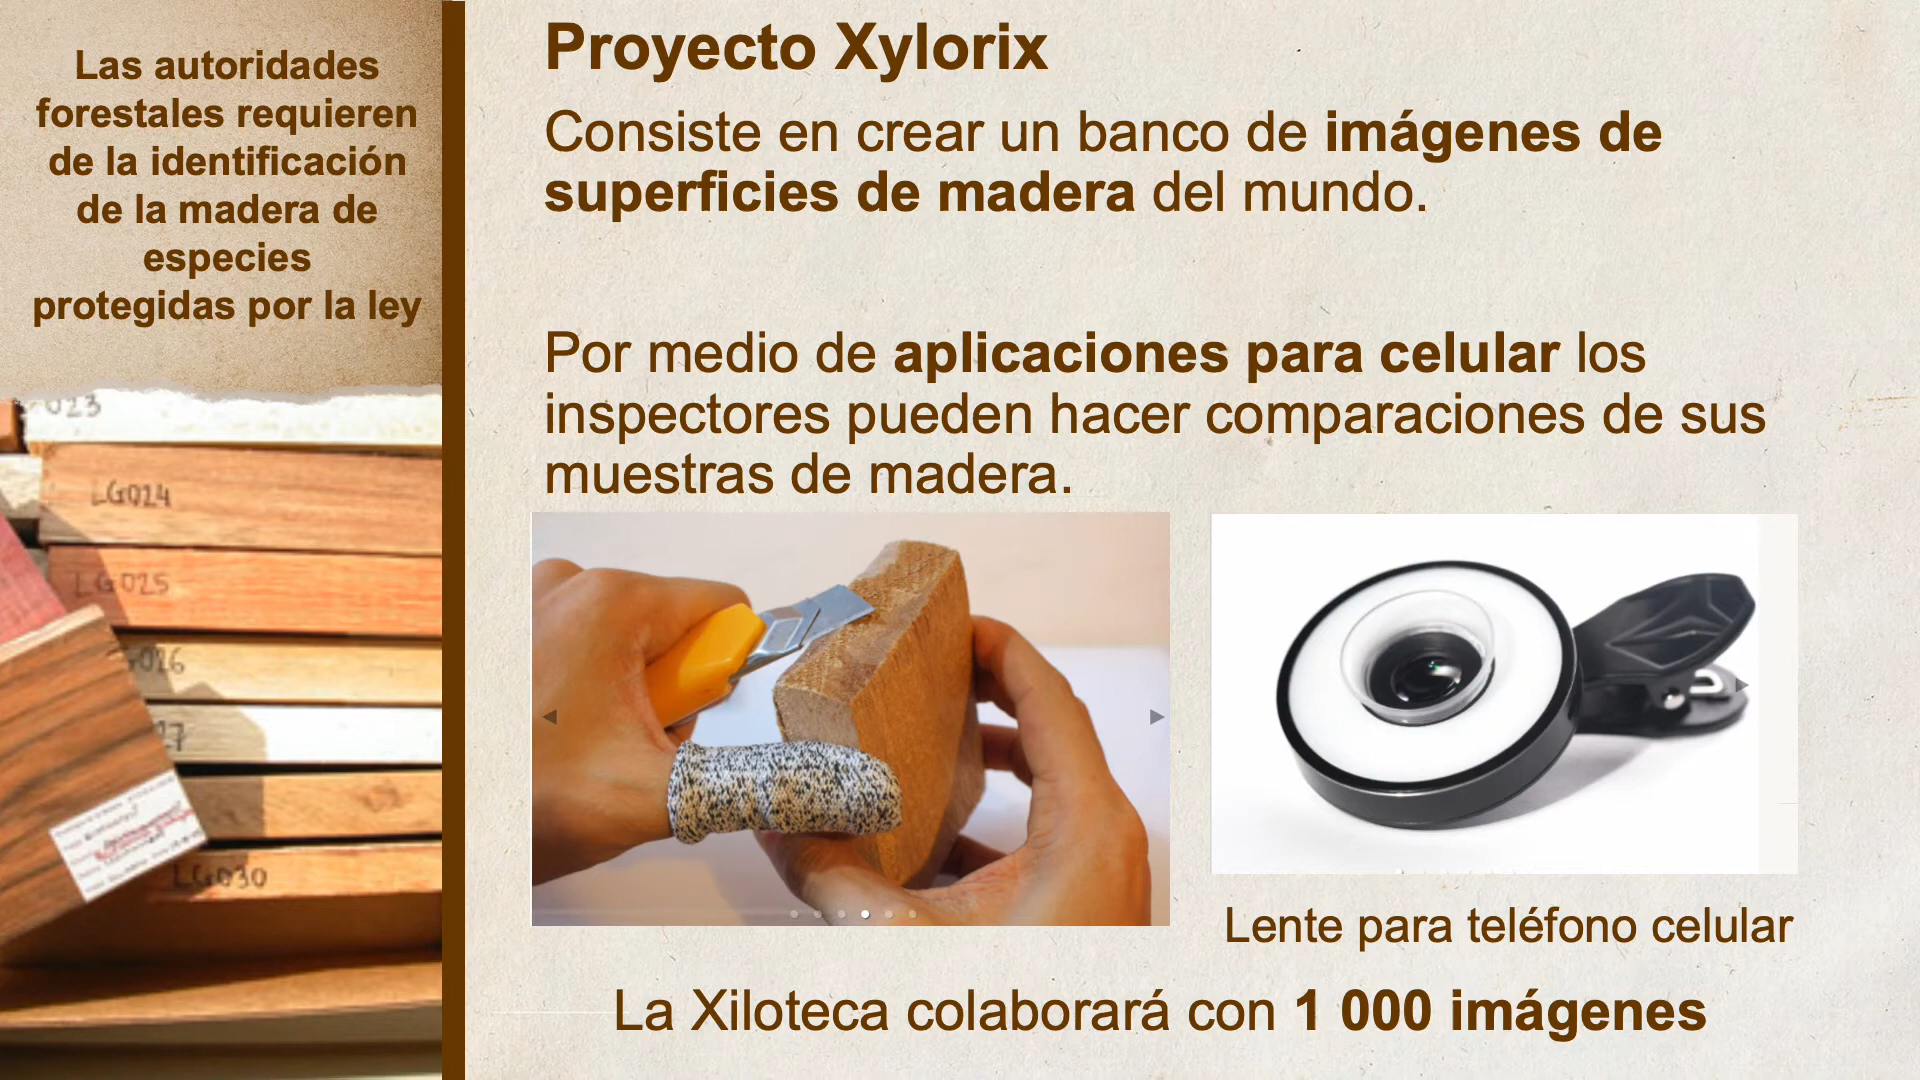 Las autoridades
forestales requieren
de la identificación
de la madera de
especies
protegidas por la ley
023
LG024
LG025
27
LG030
Proyecto Xylorix
Consiste en crear un banco de imágenes de
superficies de madera del mundo.
Por medio de aplicaciones para celular los
inspectores pueden hacer comparaciones de sus
muestras de madera.
Lente para teléfono celular
La Xiloteca colaborará con 1 000 imágenes